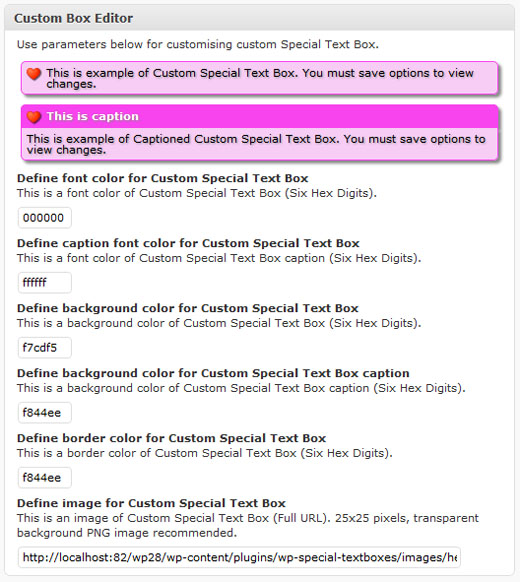 Custom Box Editor
Use parameters below for customising custom Special Text Box.
This is example of Custom Special Text Box. You must save options to view
changes.
This is caption
This is example of Captioned Custom Special Text Box. You must save options to
view changes.
Define font color for Custom Special Text Box
This is a font color of Custom Special Text Box (Six Hex Digits).
000000
Define caption font color for Custom Special Text Box
This is a font color of Custom Special Text Box caption (Six Hex Digits).
ffffff
Define background color for Custom Special Text Box
This is a background color of Custom Special Text Box (Six Hex Digits).
f7cdf5
Define background color for Custom Special Text Box caption
This is a background color of Custom Special Text Box caption (Six Hex Digits).
f844ee
Define border color for Custom Special Text Box
This is a border color of Custom Special Text Box (Six Hex Digits).
f844ee
Define image for Custom Special Text Box
This is an image of Custom Special Text Box (Full URL). 25x25 pixels, transparent
background PNG image recommended.
http://localhost:82/wp28/wp-content/plugins/wp-special-textboxes/images/he